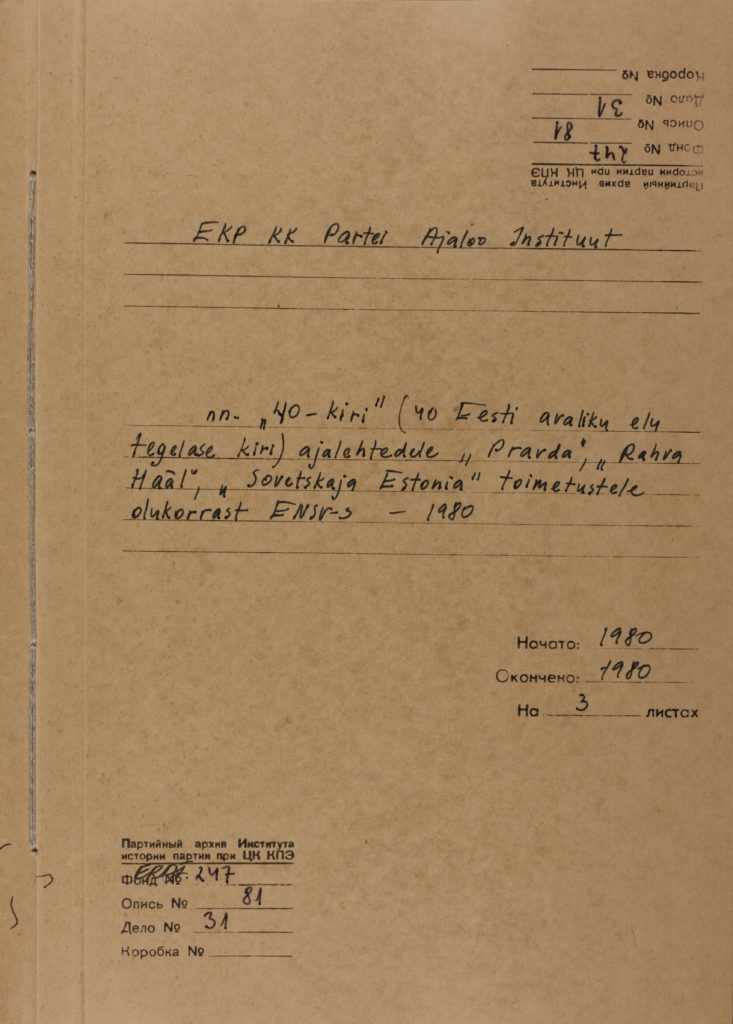 Партийный архив Института
истории партии при ЦК КПЭ
Фонд № 247
Опись № 81
Дело № 31
Коробка №
EKP KK Partei Ajaloo Instituut
nn. „40-kiri" (40 Eesti avaliku elu
tegelase kiri) ajalehtedele „Pravda", „Rahva
Hääl", „Sovetskaja Estonia" toimetustele
olukorrast ENSV-s – 1980
Начато: 1980
Окончено: 1980
На 3 листах
Партийный архив Института
истории партии при ЦК КПЭ
Фонд № 247
Опись № 81
Дело № 31
Коробка №